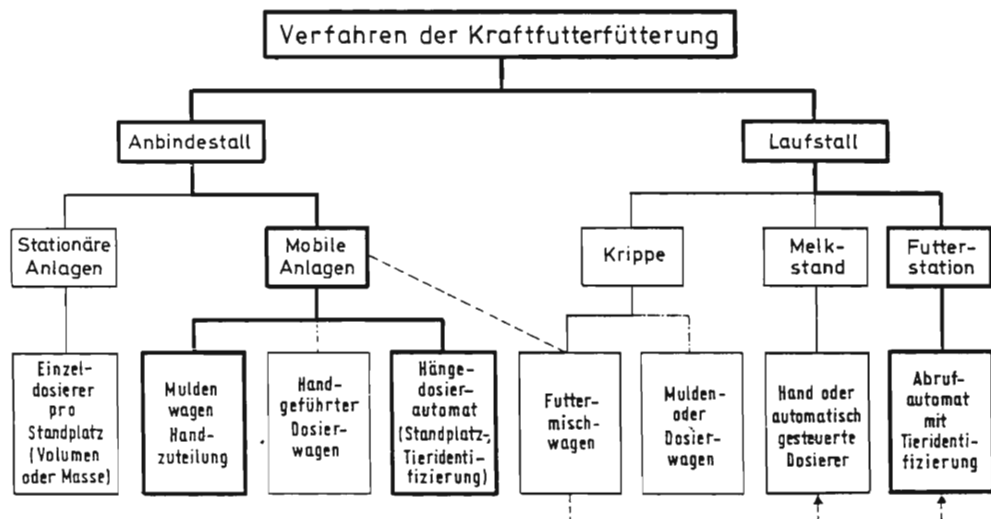 Verfahren der Kraftfutterfütterung
Anbindestall
Laufstall
Stationäre
Anlagen
Mobile
Anlagen
Krippe
Melk-
stand
Futter-
station
Einzel-
dosierer
pro
Standplatz
(Volumen
oder Masse)
Mulden
wagen
Hand-
zuteilung
Hand-
geführter
Dosier-
wagen
Hänge-
dosier-
automat
(Standplatz-,
Tieridenti-
fizierung)
Futter-
misch-
wagen
Mulden-
oder
Dosier-
wagen
Hand oder
automatisch
gesteuerte
Dosierer
Abruf-
automat
mit
Tieridenti-
fizierung